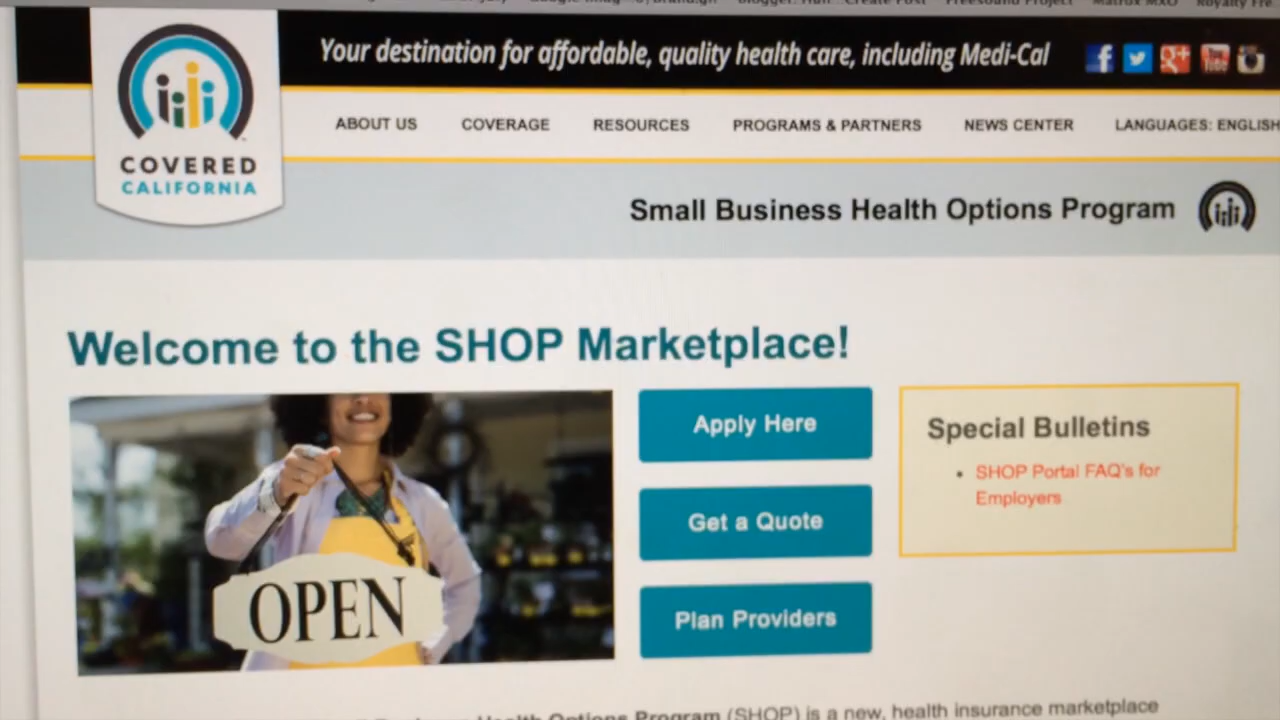 Your destination for affordable, quality health care, including Medi-Cal
COVERED
CALIFORNIA
ABOUT US COVERAGE RESOURCES PROGRAMS & PARTNERS NEWS CENTER LANGUAGES: ENGLISH
Small Business Health Options Program
Welcome to the SHOP Marketplace!
OPEN
Apply Here
Get a Quote
Plan Providers
Special Bulletins
• SHOP Portal FAQ's for
Employers
Health Options Program (SHOP) is a new, health insurance marketplace